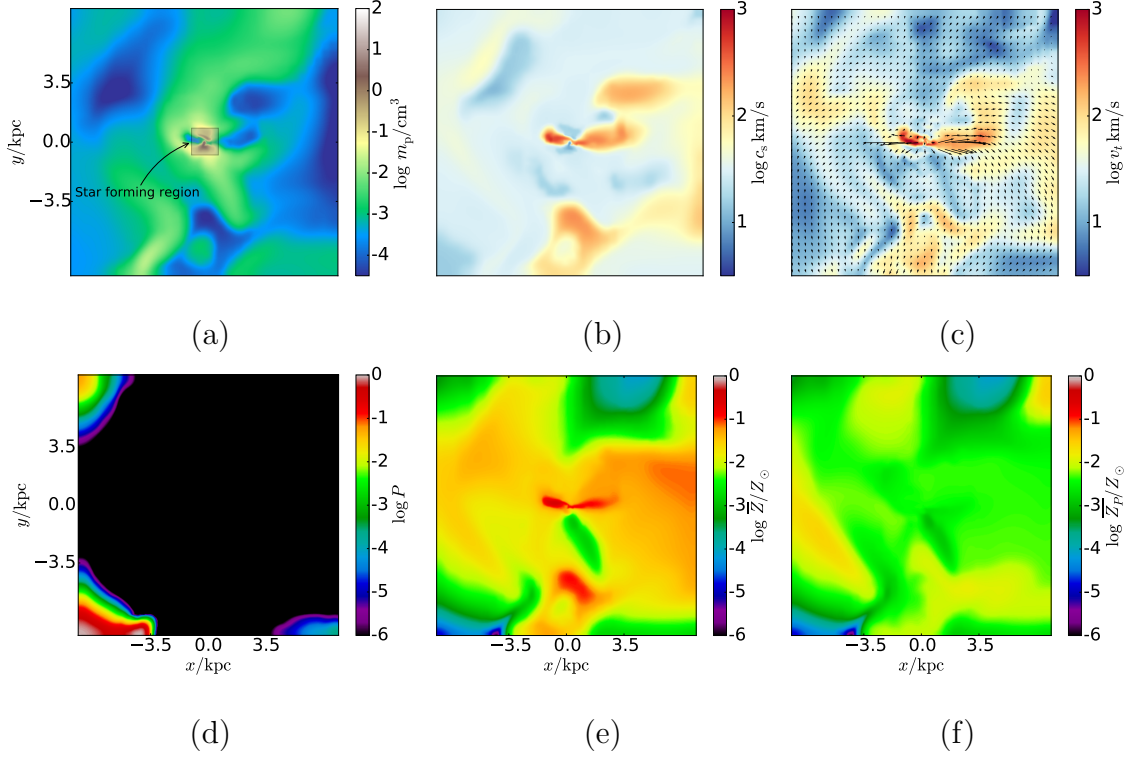 3.5
0.0
−3.5
y/kpc
Star forming region
2
1
0
−1
−2
−3
−4
log m_p/cm^3
3
2
1
log c_s km/s
3
2
1
log v_t km/s
(a)
(b)
(c)
3.5
0.0
−3.5
y/kpc
−3.5
0.0
3.5
x/kpc
0
-1
-2
-3
-4
-5
-6
log P
−3.5
0.0
3.5
x/kpc
0
-1
-2
-3
-4
-5
-6
log Z̅/Z_⊙
−3.5
0.0
3.5
x/kpc
0
-1
-2
-3
-4
-5
-6
log Z̅_P/Z_⊙
(d)
(e)
(f)